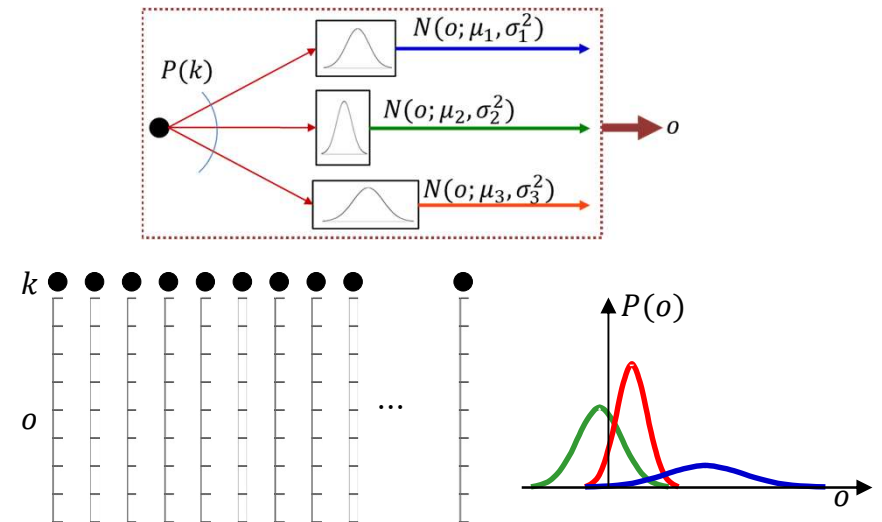 N(o; μ₁, σ₁²)
P(k)
N(o; μ₂, σ₂²)
o
N(o; μ₃, σ₃²)
k
P(o)
o
...
o